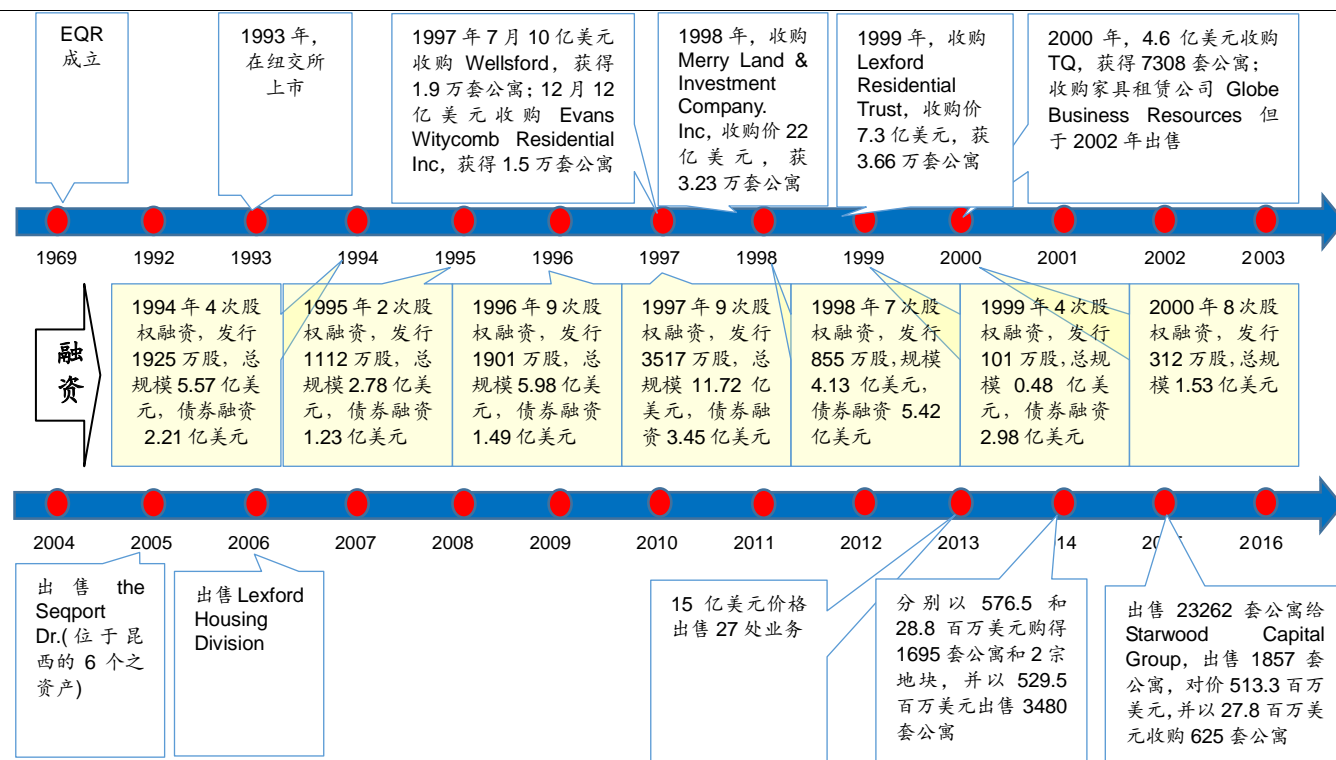 EQR
成立
1993 年，
在纽交所
上市
1997 年 7 月 10 亿美元
收购 Wellsford，获得
1.9 万套公寓；12 月 12
亿美元收购 Evans
Witycomb Residential
Inc，获得 1.5 万套公寓
1998 年，收购
Merry Land &
Investment
Company.
Inc，收购价 22
亿美元，获
3.23 万套公寓
1999 年，收购
Lexford
Residential
Trust，收购价
7.3 亿美元，获
3.66 万套公寓
2000 年，4.6 亿美元收购
TQ，获得 7308 套公寓；
收购家具租赁公司 Globe
Business Resources 但
于 2002 年出售
1969 1992 1993 1994 1995 1996 1997 1998 1999 2000 2001 2002 2003
融
资
1994 年 4 次股
权融资，发行
1925 万股，总
规模 5.57 亿美
元，债券融资
2.21 亿美元
1995 年 2 次股
权融资，发行
1112 万股，总
规模 2.78 亿美
元，债券融资
1.23 亿美元
1996 年 9 次股
权融资，发行
1901 万股，总
规模 5.98 亿美
元，债券融资
1.49 亿美元
1997 年 9 次股
权融资，发行
3517 万股，总
规模 11.72 亿
美元，债券融
资 3.45 亿美元
1998 年 7 次股
权融资，发行
855 万股，规模
4.13 亿美元，
债券融资 5.42
亿美元
1999 年 4 次股
权融资，发行
101 万股，总规
模 0.48 亿美
元，债券融资
2.98 亿美元
2000 年 8 次股
权融资，发行
312 万股，总规
模 1.53 亿美元
2004 2005 2006 2007 2008 2009 2010 2011 2012 2013 14 2016
出售 the
Seqport
Dr.(位于昆
西的 6 个之
资产)
出售 Lexford
Housing
Division
15 亿美元价格
出售 27 处业务
分别以 576.5 和
28.8 百万美元购得
1695 套公寓和 2 宗
地块，并以 529.5
百万美元出售 3480
套公寓
出售 23262 套公寓给
Starwood Capital
Group，出售 1857 套
公寓，对价 513.3 百万
美元，并以 27.8 百万美
元收购 625 套公寓